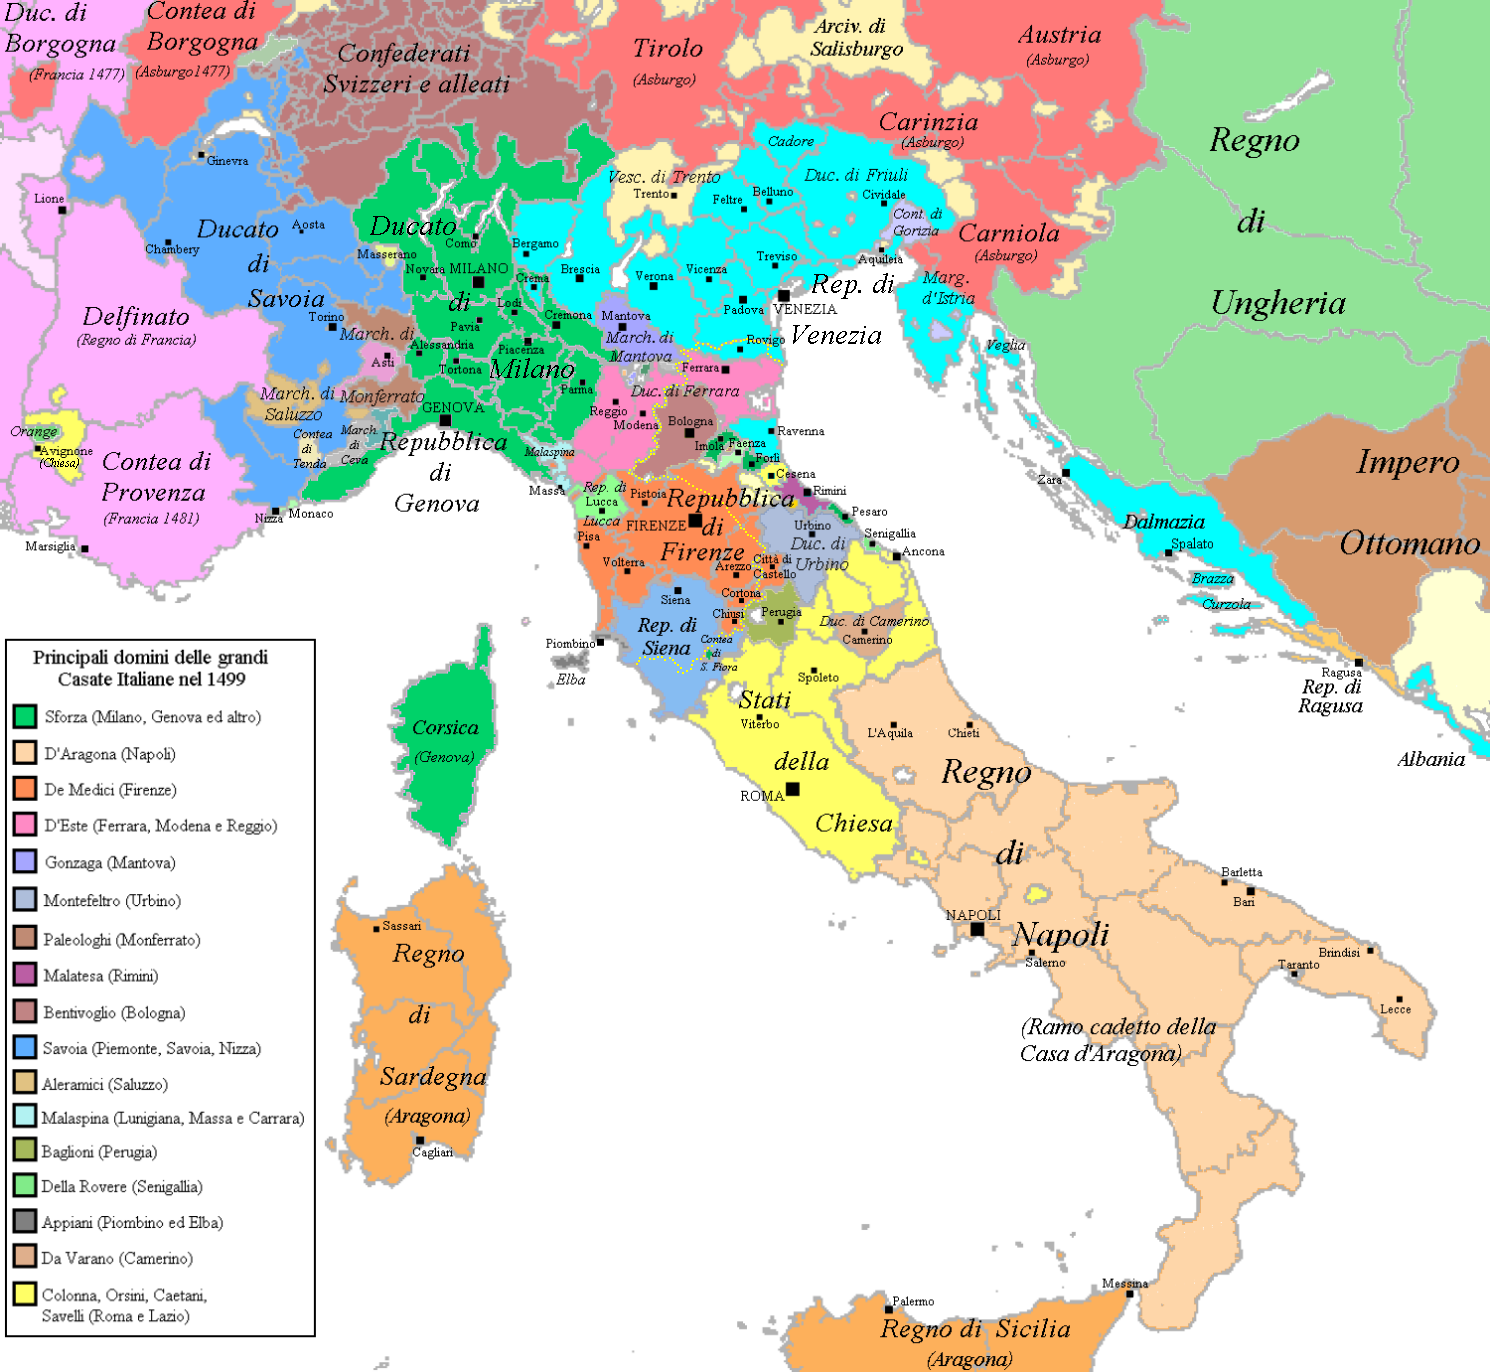 Duc. di
Borgogna
(Francia 1477)
Contea di
Borgogna
(Asburgo1477)
Confederati
Svizzeri e alleati
Tirolo
(Asburgo)
Arciv. di
Salisburgo
Austria
(Asburgo)
Carinzia
(Asburgo)
Regno
di
Ungheria
Cadore
Duc. di Friuli
Cividale
Vesc. di Trento
Trento
Feltre
Belluno
Cont. di
Gorizia
Aquileia
Carniola
(Asburgo)
Ginevra
Lione
Chambery
Aosta
Ducato
di
Savoia
Torino
Masserano
Ducato
di
Milano
Como
Novara
MILANO
Lodi
Pavia
Crema
Cremona
Piacenza
Alessandria
Tortona
Parma
Bergamo
Brescia
Verona
Vicenza
Treviso
Padova
VENEZIA
Rovigo
Rep. di
Venezia
Marg.
d'Istria
Veglia
Mantova
March. di
Mantova
Delfinato
(Regno di Francia)
March. di
Monferrato
Asti
March. di
Saluzzo
Contea
di
Tenda
March.
di
Ceva
GENOVA
Repubblica
di
Genova
Ferrara
Duc. di Ferrara
Reggio
Modena
Bologna
Imola
Faenza
Forlì
Ravenna
Cesena
Rimini
Pesaro
Malaspina
Massa
Orange
Avignone
(Chiesa)
Contea di
Provenza
(Francia 1481)
Nizza
Monaco
Marsiglia
Rep. di
Lucca
Lucca
Pistoia
Repubblica
di
Firenze
FIRENZE
Pisa
Volterra
Arezzo
Cortona
Chiusi
Città di
Castello
Urbino
Duc. di
Urbino
Senigallia
Ancona
Siena
Rep. di
Siena
Contea
di
S. Fiora
Perugia
Duc. di Camerino
Camerino
Piombino
Elba
Zara
Dalmazia
Spalato
Brazza
Curzola
Impero
Ottomano
Ragusa
Rep. di
Ragusa
Albania
Spoleto
Stati
della
Chiesa
Viterbo
ROMA
L'Aquila
Chieti
Regno
di
Napoli
NAPOLI
Salerno
Barletta
Bari
Brindisi
Taranto
Lecce
(Ramo cadetto della
Casa d'Aragona)
Corsica
(Genova)
Sassari
Regno
di
Sardegna
(Aragona)
Cagliari
Messina
Palermo
Regno di Sicilia
(Aragona)
Principali domini delle grandi
Casate Italiane nel 1499
Sforza (Milano, Genova ed altro)
D'Aragona (Napoli)
De Medici (Firenze)
D'Este (Ferrara, Modena e Reggio)
Gonzaga (Mantova)
Montefeltro (Urbino)
Paleologhi (Monferrato)
Malatesa (Rimini)
Bentivoglio (Bologna)
Savoia (Piemonte, Savoia, Nizza)
Aleramici (Saluzzo)
Malaspina (Lunigiana, Massa e Carrara)
Baglioni (Perugia)
Della Rovere (Senigallia)
Appiani (Piombino ed Elba)
Da Varano (Camerino)
Colonna, Orsini, Caetani,
Savelli (Roma e Lazio)